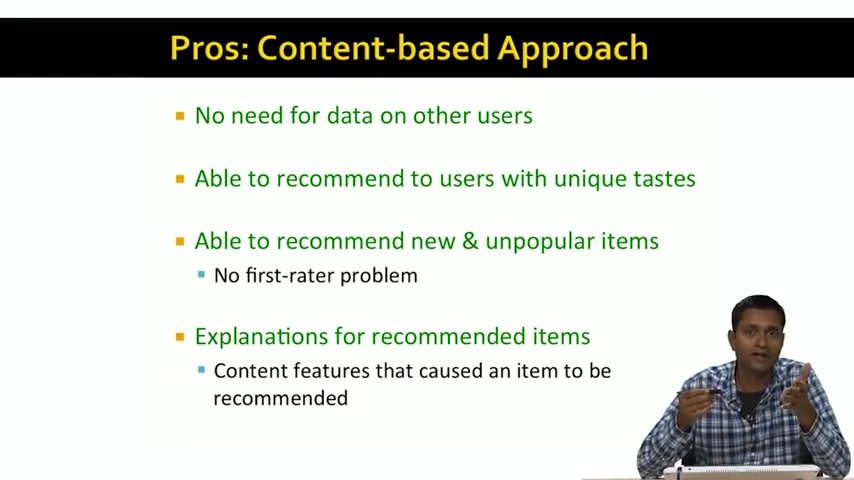 Pros: Content-based Approach
No need for data on other users
Able to recommend to users with unique tastes
Able to recommend new & unpopular items
No first-rater problem
Explanations for recommended items
Content features that caused an item to be
recommended